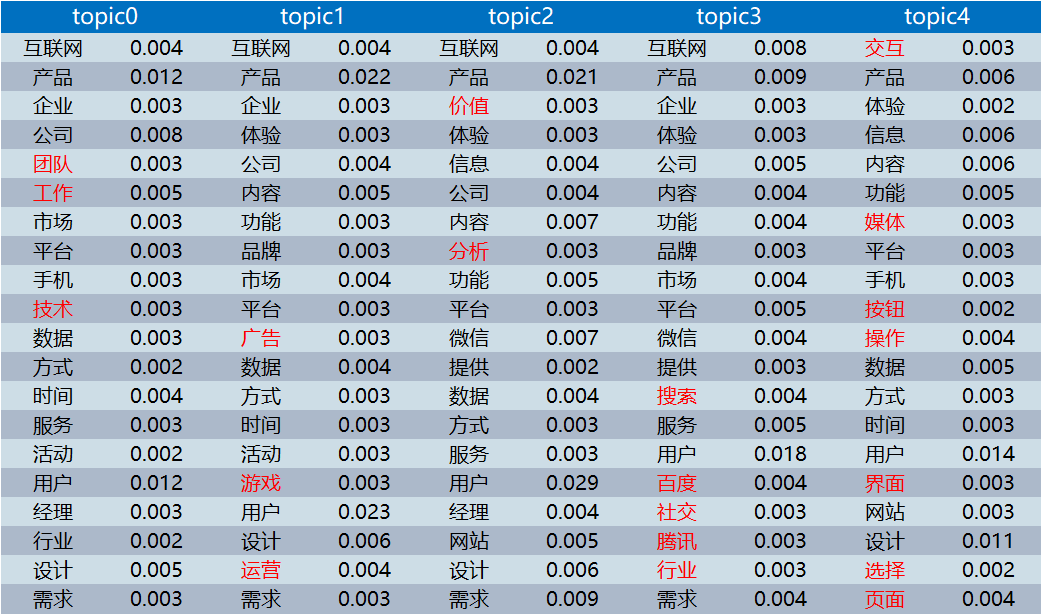 topic0 topic1 topic2 topic3 topic4
互联网 0.004 互联网 0.004 互联网 0.004 互联网 0.008 交互 0.003
产品 0.012 产品 0.022 产品 0.021 产品 0.009 产品 0.006
企业 0.003 企业 0.003 价值 0.003 企业 0.003 体验 0.002
公司 0.008 体验 0.003 体验 0.003 体验 0.003 信息 0.006
团队 0.003 公司 0.004 信息 0.004 公司 0.005 内容 0.006
工作 0.005 内容 0.005 公司 0.004 内容 0.004 功能 0.005
市场 0.003 功能 0.003 内容 0.007 功能 0.004 媒体 0.003
平台 0.003 品牌 0.003 分析 0.003 品牌 0.003 平台 0.003
手机 0.003 市场 0.004 功能 0.005 市场 0.004 手机 0.003
技术 0.003 平台 0.003 平台 0.003 平台 0.005 按钮 0.002
数据 0.003 广告 0.003 微信 0.007 微信 0.004 操作 0.004
方式 0.002 数据 0.004 提供 0.002 提供 0.003 数据 0.005
时间 0.004 方式 0.003 数据 0.004 搜索 0.004 方式 0.003
服务 0.003 时间 0.003 方式 0.003 服务 0.005 时间 0.003
活动 0.002 活动 0.003 服务 0.003 用户 0.018 用户 0.014
用户 0.012 游戏 0.003 用户 0.029 百度 0.004 界面 0.003
经理 0.003 用户 0.023 经理 0.004 社交 0.003 网站 0.003
行业 0.002 设计 0.006 网站 0.005 腾讯 0.003 设计 0.011
设计 0.005 运营 0.004 设计 0.006 行业 0.003 选择 0.002
需求 0.003 需求 0.003 需求 0.009 需求 0.004 页面 0.004